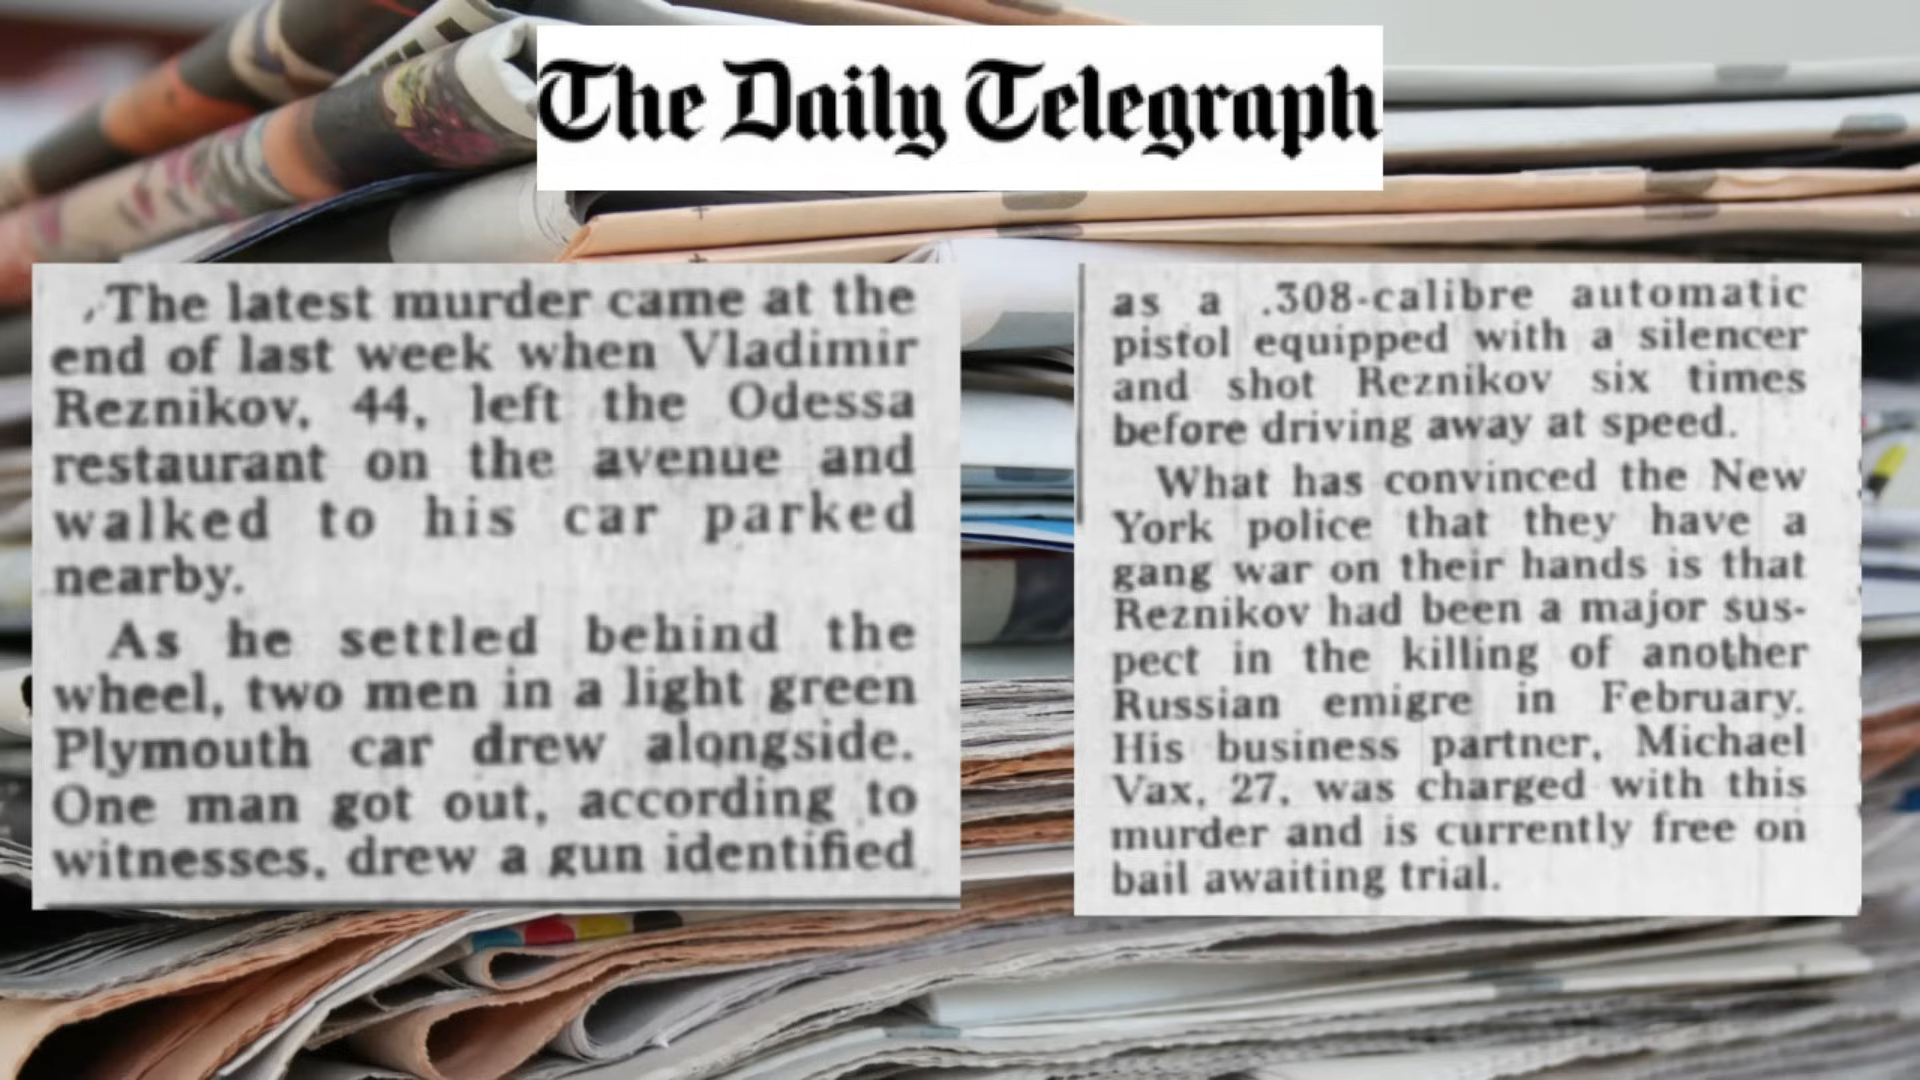 The Daily Telegraph
The latest murder came at the
end of last week when Vladimir
Reznikov, 44, left the Odessa
restaurant on the avenue and
walked to his car parked
nearby.
As he settled behind the
wheel, two men in a light green
Plymouth car drew alongside.
One man got out, according to
witnesses, drew a gun identified
as a .308-calibre automatic
pistol equipped with a silencer
and shot Reznikov six times
before driving away at speed.
What has convinced the New
York police that they have a
gang war on their hands is that
Reznikov had been a major sus-
pect in the killing of another
Russian emigre in February.
His business partner, Michael
Vax, 27, was charged with this
murder and is currently free on
bail awaiting trial.